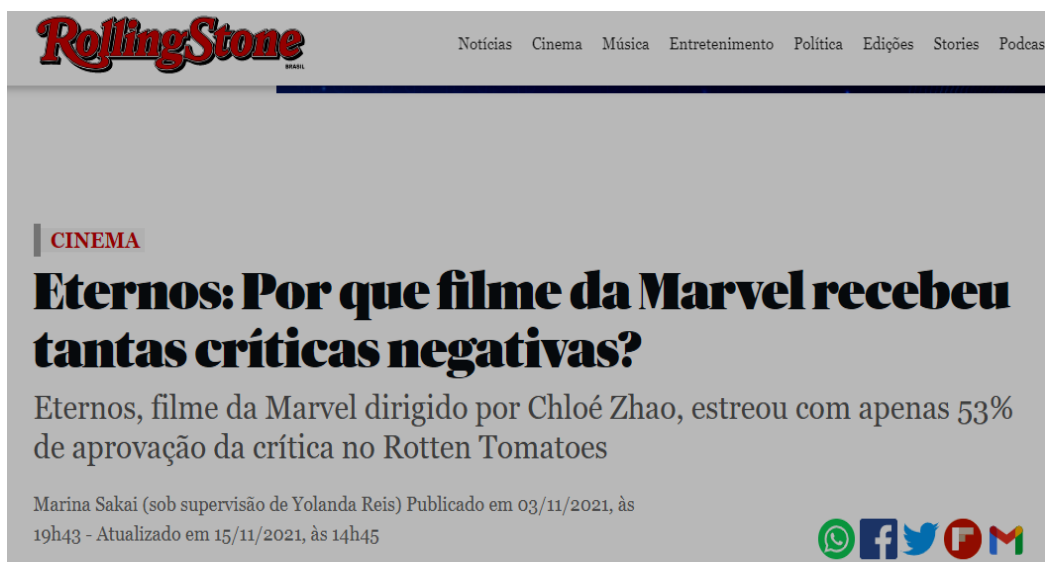 RollingStone
BRASIL
Notícias Cinema Música Entretenimento Política Edições Stories Podcas
CINEMA
Eternos: Por que filme da Marvel recebeu
tantas críticas negativas?
Eternos, filme da Marvel dirigido por Chloé Zhao, estreou com apenas 53%
de aprovação da crítica no Rotten Tomatoes
Marina Sakai (sob supervisão de Yolanda Reis) Publicado em 03/11/2021, às
19h43 - Atualizado em 15/11/2021, às 14h45